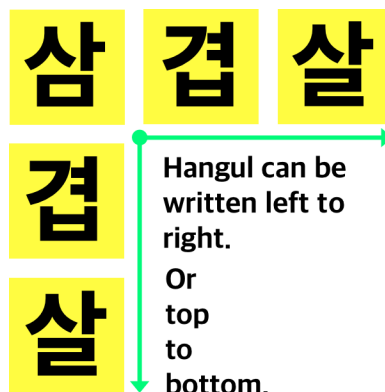 삼 겹 살
겹
살
Hangul can be
written left to
right.
Or
top
to
bottom.